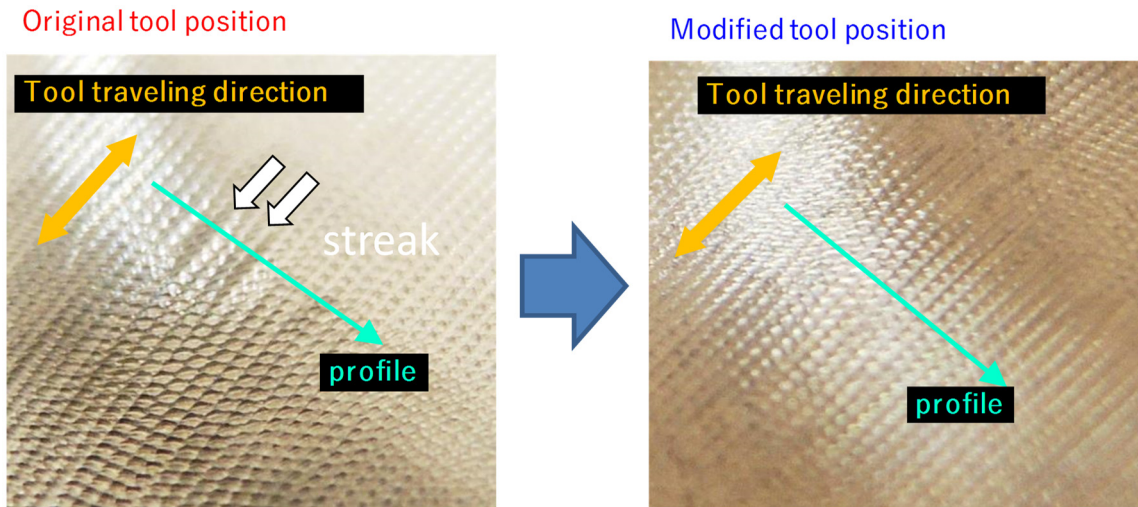 Original tool position
Modified tool position
Tool traveling direction
Tool traveling direction
streak
profile
profile